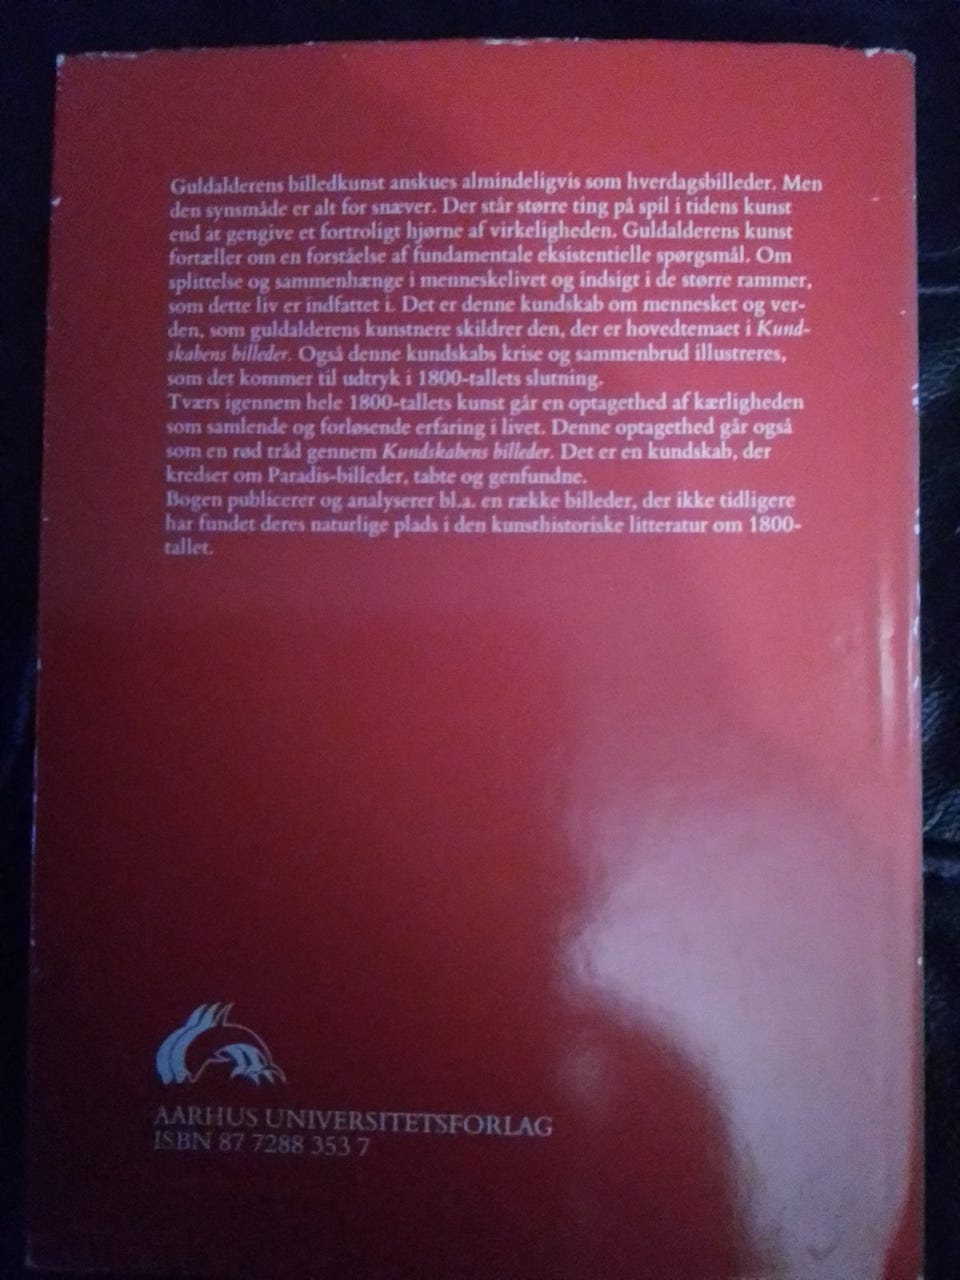 Guldalderens billedkunst anskues almindeligvis som hverdagsbilleder. Men
den synsmåde er alt for snæver. Der står større ting på spil i tidens kunst
end at gengive et fortroligt hjørne af virkeligheden. Guldalderens kunst
fortæller om en forståelse af fundamentale eksistentielle spørgsmål. Om
splittelse og sammenhænge i menneskelivet og indsigt i de større rammer,
som dette liv er indfattet i. Det er denne kundskab om mennesket og ver-
den, som guldalderens kunstnere skildrer den, der er hovedtemaet i Kund-
skabens billeder. Også denne kundskabs krise og sammenbrud illustreres,
som det kommer til udtryk i 1800-tallets slutning.
Tværs igennem hele 1800-tallets kunst går en optagethed af kærligheden
som samlende og forløsende erfaring i livet. Denne optagethed går også
som en rød tråd gennem Kundskabens billeder. Det er en kundskab, der
kredser om Paradis-billeder, tabte og genfundne.
Bogen publicerer og analyserer bl.a. en række billeder, der ikke tidligere
har fundet deres naturlige plads i den kunsthistoriske litteratur om 1800-
tallet.
AARHUS UNIVERSITETSFORLAG
ISBN 87 7288 353 7